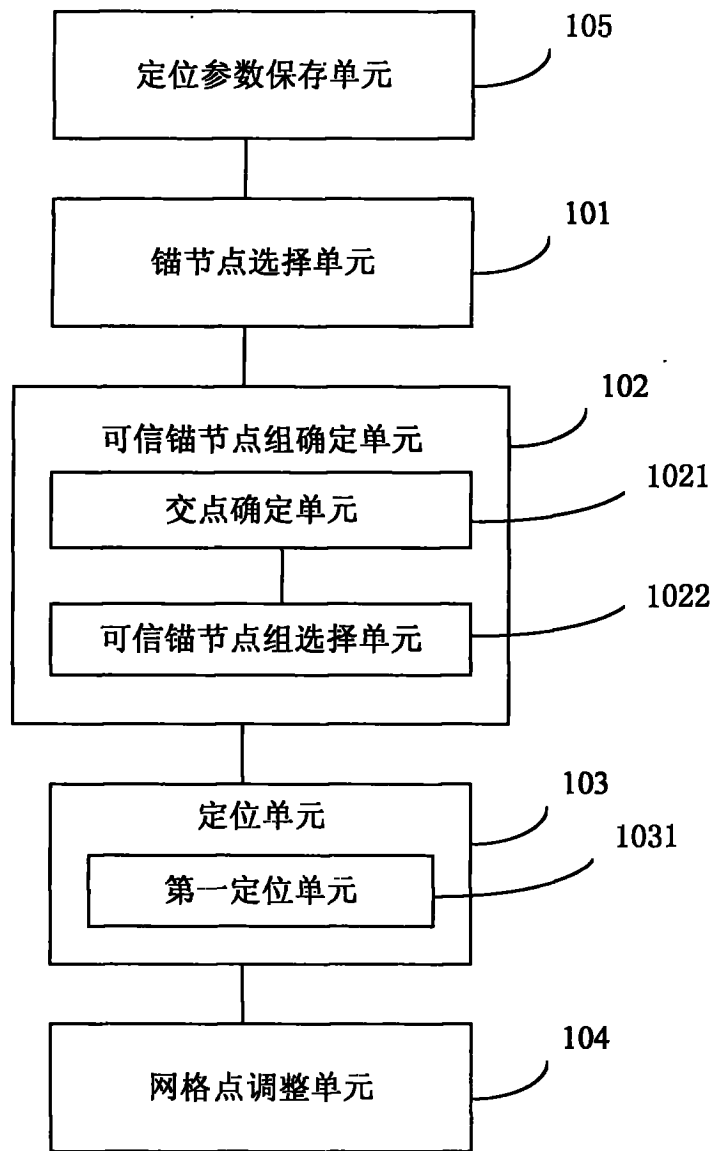 105
定位参数保存单元
101
锚节点选择单元
102
可信锚节点组确定单元
1021
交点确定单元
1022
可信锚节点组选择单元
103
定位单元
1031
第一定位单元
104
网格点调整单元